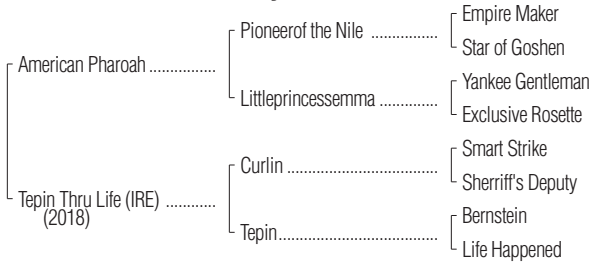 Empire Maker
Pioneerof the Nile ................
Star of Goshen
American Pharoah ................
Yankee Gentleman
Littleprincessemma ..............
Exclusive Rosette
Smart Strike
Curlin .....................................
Sherriff's Deputy
Tepin Thru Life (IRE) ............
(2018)
Bernstein
Tepin.......................................
Life Happened